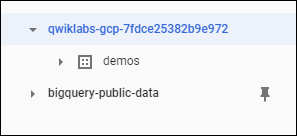 qwiklabs-gcp-7fdce25382b9e972
demos
bigquery-public-data